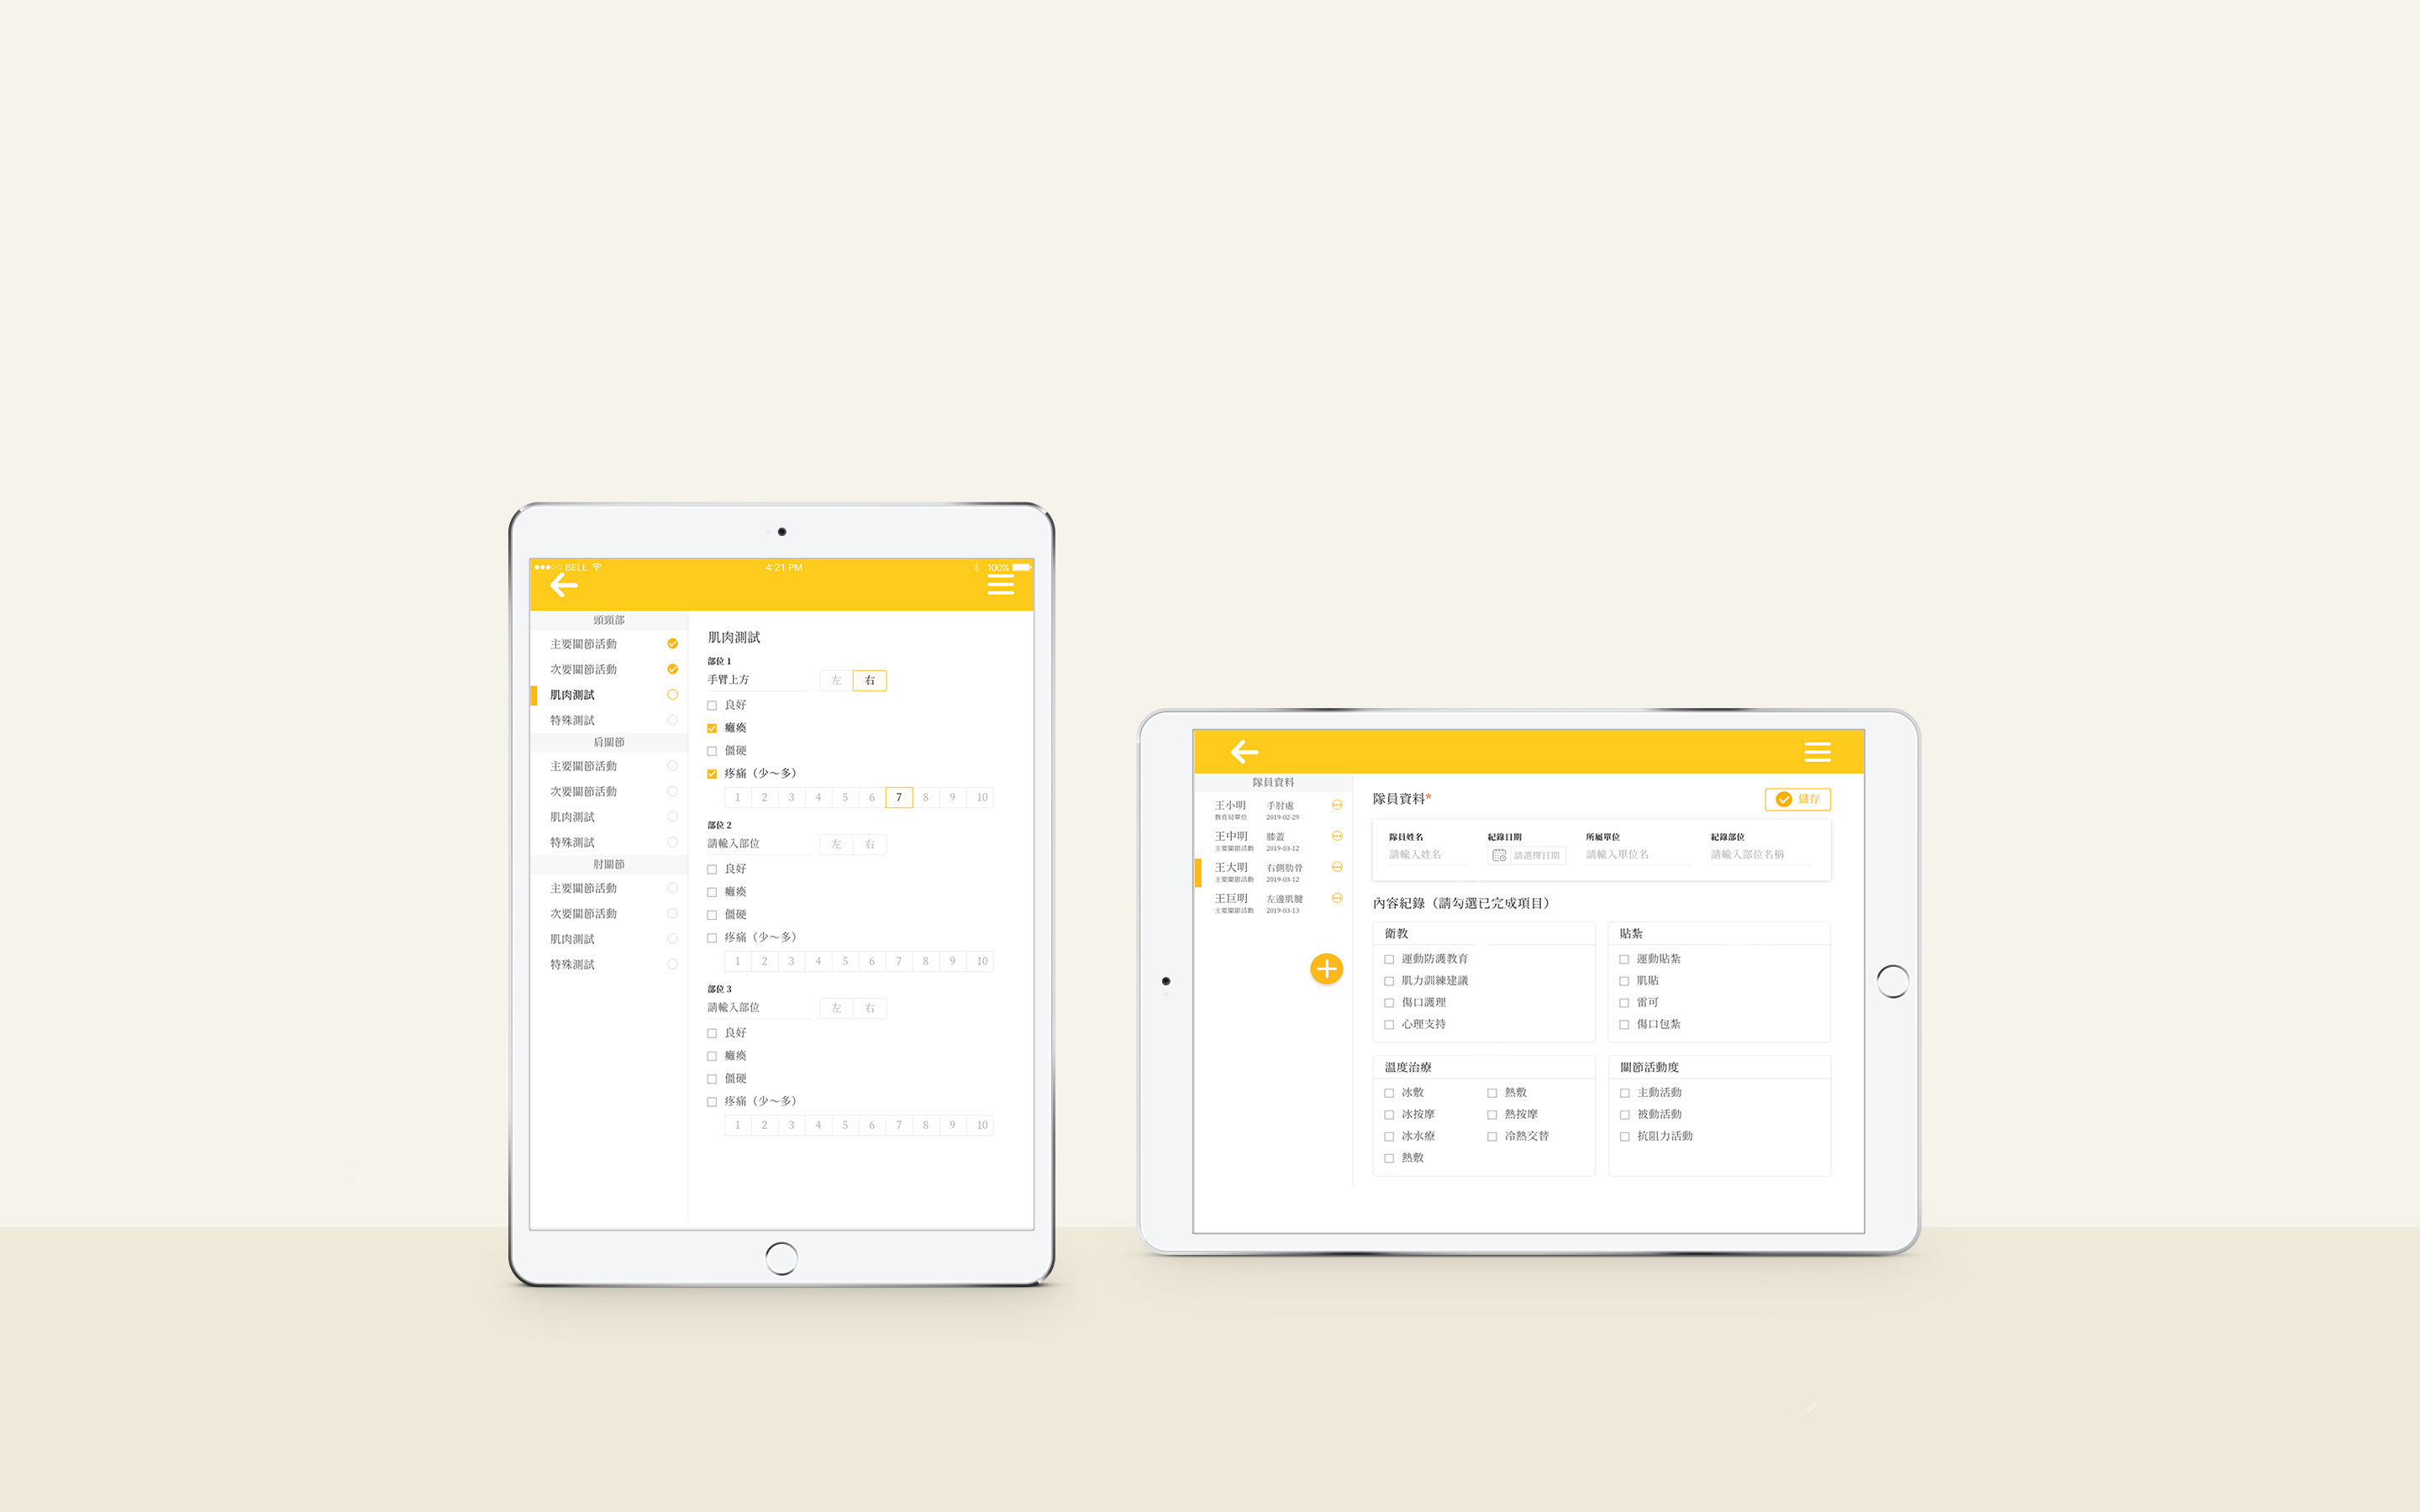 BELL 4:21 PM 100%
頭頸部
主要關節活動
次要關節活動
肌肉測試
特殊測試
肩關節
主要關節活動
次要關節活動
肌肉測試
特殊測試
肘關節
主要關節活動
次要關節活動
肌肉測試
特殊測試
肌肉測試
部位 1
手臂上方 左 右
良好
癱瘓
僵硬
疼痛（少～多）
1 2 3 4 5 6 7 8 9 10
部位 2
請輸入部位 左 右
良好
癱瘓
僵硬
疼痛（少～多）
1 2 3 4 5 6 7 8 9 10
部位 3
請輸入部位 左 右
良好
癱瘓
僵硬
疼痛（少～多）
1 2 3 4 5 6 7 8 9 10
隊員資料
王小明 手肘處
教育局單位 2019-02-29
王中明 膝蓋
主要關節活動 2019-03-12
王大明 右側肋骨
主要關節活動 2019-03-12
王巨明 左邊肌腱
主要關節活動 2019-03-13
隊員資料* 儲存
隊員姓名 紀錄日期 所屬單位 紀錄部位
請輸入姓名 請選擇日期 請輸入單位名 請輸入部位名稱
內容紀錄（請勾選已完成項目）
衛教
運動防護教育
肌力訓練建議
傷口護理
心理支持
貼紮
運動貼紮
肌貼
雷可
傷口包紮
溫度治療
冰敷 熱敷
冰按摩 熱按摩
冰水療 冷熱交替
熱敷
關節活動度
主動活動
被動活動
抗阻力活動